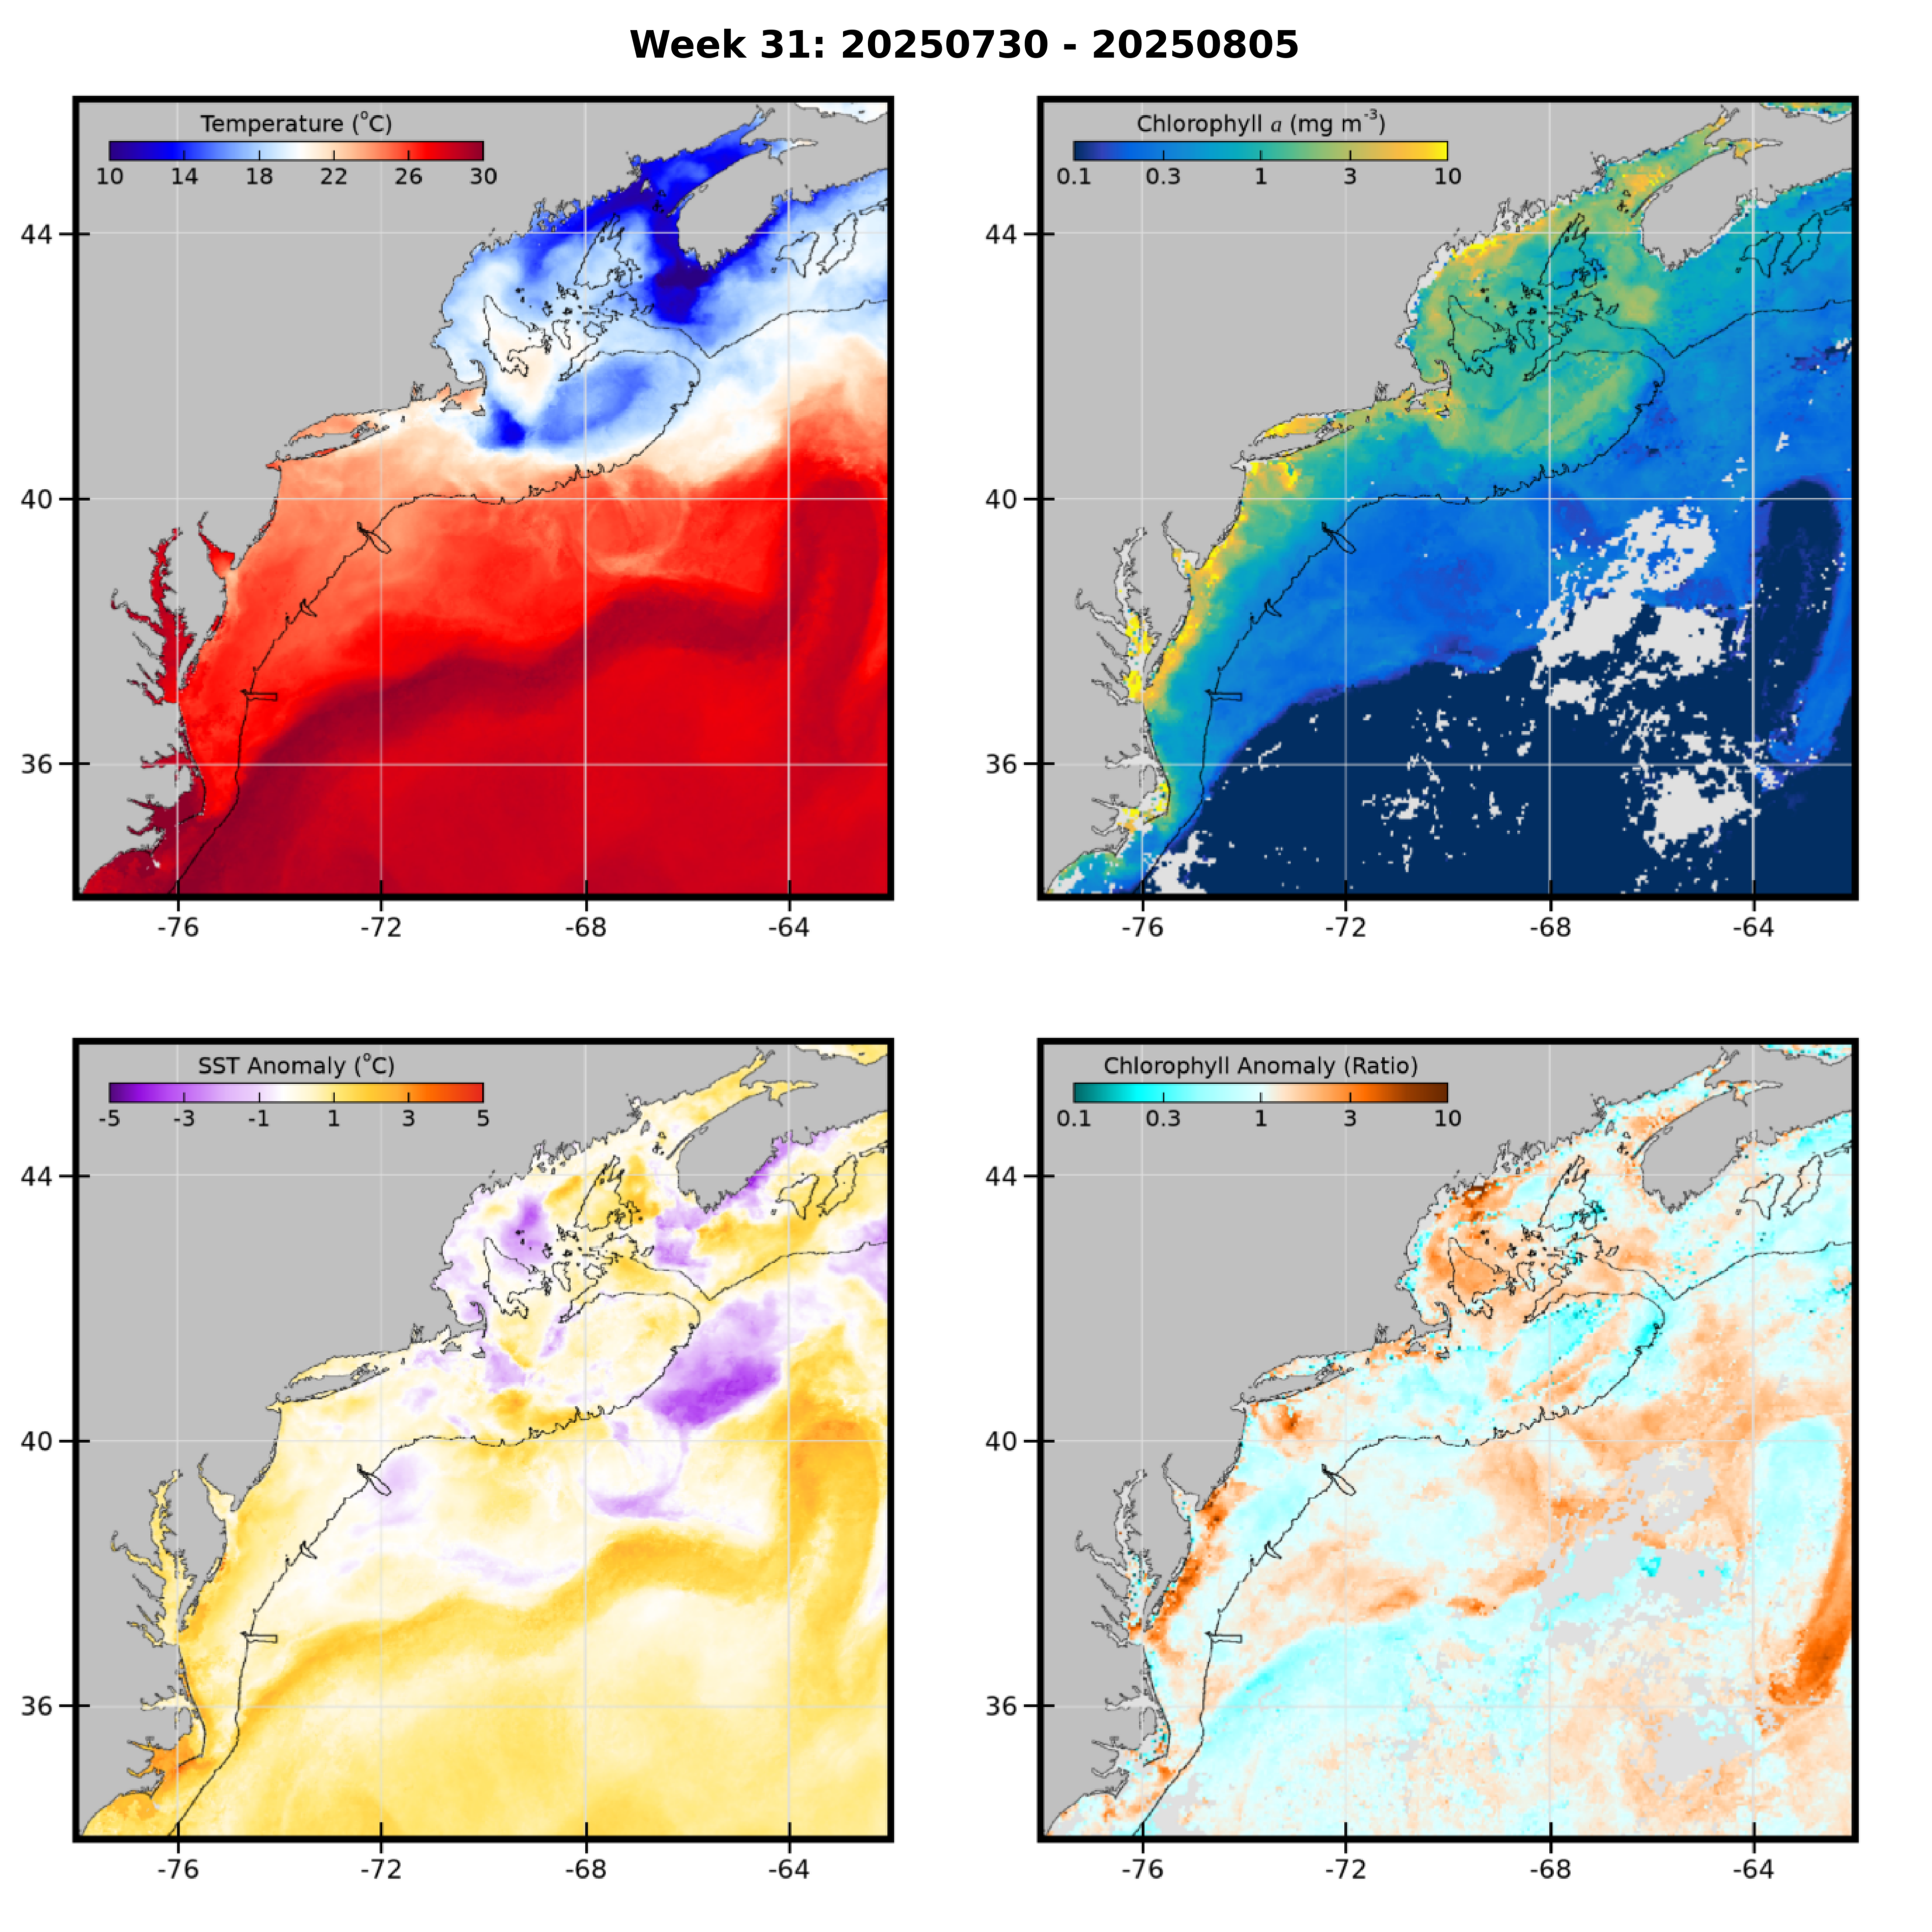 Week 31: 20250730 - 20250805
Temperature (°C)
10 14 18 22 26 30
44
40
36
-76 -72 -68 -64
Chlorophyll a (mg m⁻³)
0.1 0.3 1 3 10
44
40
36
-76 -72 -68 -64
SST Anomaly (°C)
-5 -3 -1 1 3 5
44
40
36
-76 -72 -68 -64
Chlorophyll Anomaly (Ratio)
0.1 0.3 1 3 10
44
40
36
-76 -72 -68 -64